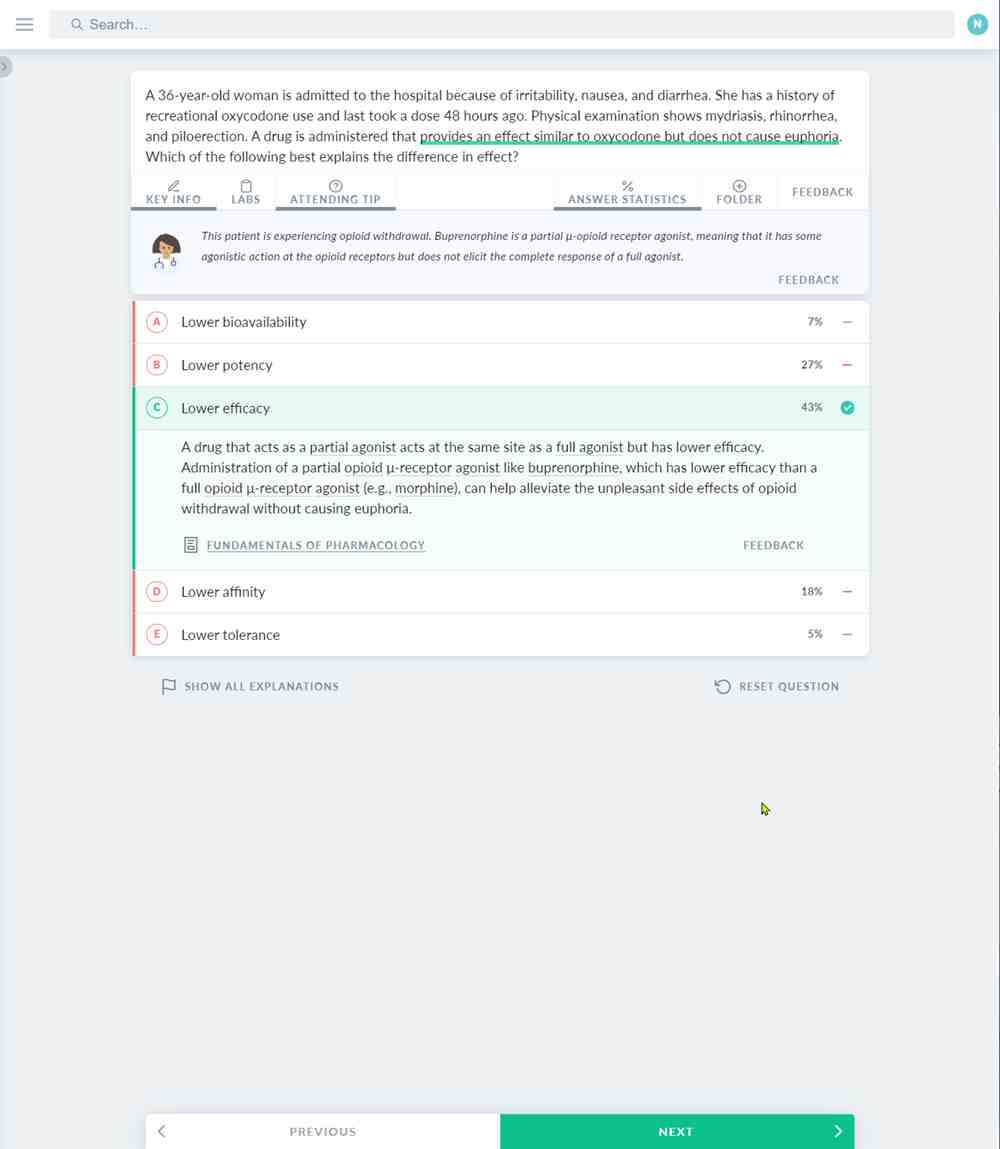 Search...
N
A 36-year-old woman is admitted to the hospital because of irritability, nausea, and diarrhea. She has a history of
recreational oxycodone use and last took a dose 48 hours ago. Physical examination shows mydriasis, rhinorrhea,
and piloerection. A drug is administered that provides an effect similar to oxycodone but does not cause euphoria.
Which of the following best explains the difference in effect?
KEY INFO
LABS
ATTENDING TIP
ANSWER STATISTICS
FOLDER
FEEDBACK
This patient is experiencing opioid withdrawal. Buprenorphine is a partial μ-opioid receptor agonist, meaning that it has some
agonistic action at the opioid receptors but does not elicit the complete response of a full agonist.
FEEDBACK
A Lower bioavailability 7%
B Lower potency 27%
C Lower efficacy 43%
A drug that acts as a partial agonist acts at the same site as a full agonist but has lower efficacy.
Administration of a partial opioid μ-receptor agonist like buprenorphine, which has lower efficacy than a
full opioid μ-receptor agonist (e.g., morphine), can help alleviate the unpleasant side effects of opioid
withdrawal without causing euphoria.
FUNDAMENTALS OF PHARMACOLOGY FEEDBACK
D Lower affinity 18%
E Lower tolerance 5%
SHOW ALL EXPLANATIONS RESET QUESTION
PREVIOUS NEXT